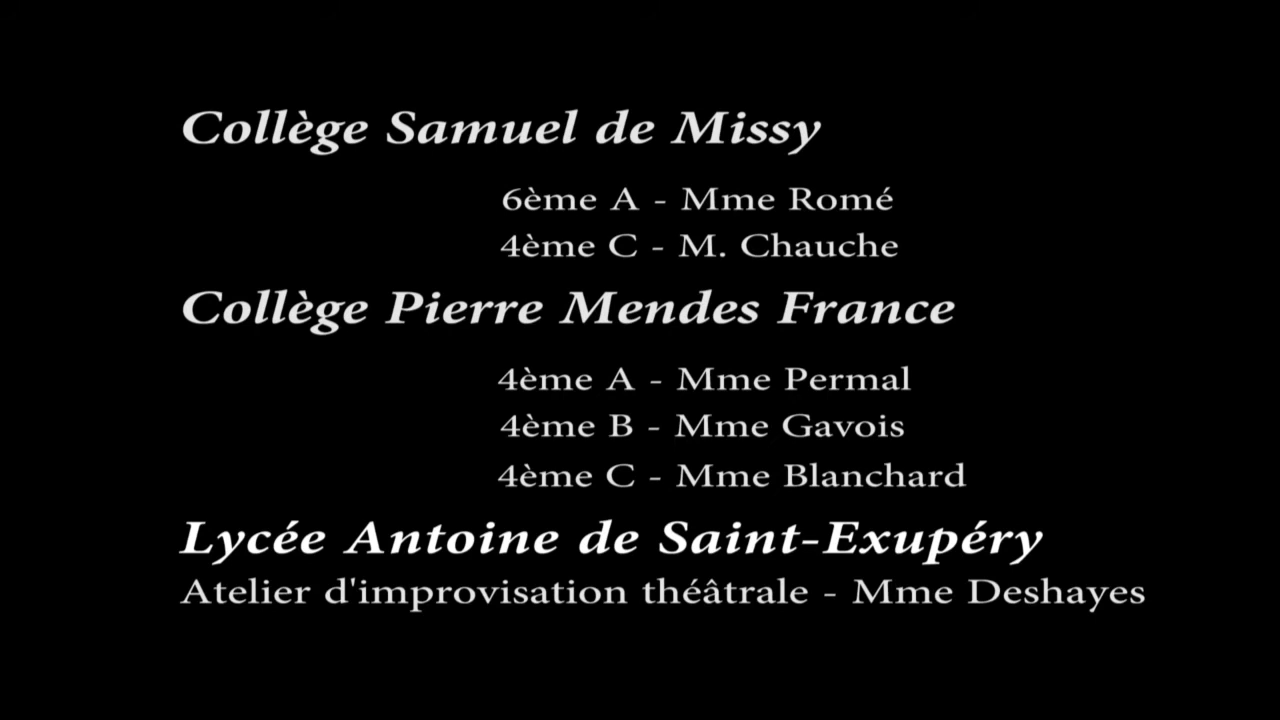 Collège Samuel de Missy
6ème A - Mme Romé
4ème C - M. Chauche
Collège Pierre Mendes France
4ème A - Mme Permal
4ème B - Mme Gavois
4ème C - Mme Blanchard
Lycée Antoine de Saint-Exupéry
Atelier d'improvisation théâtrale - Mme Deshayes